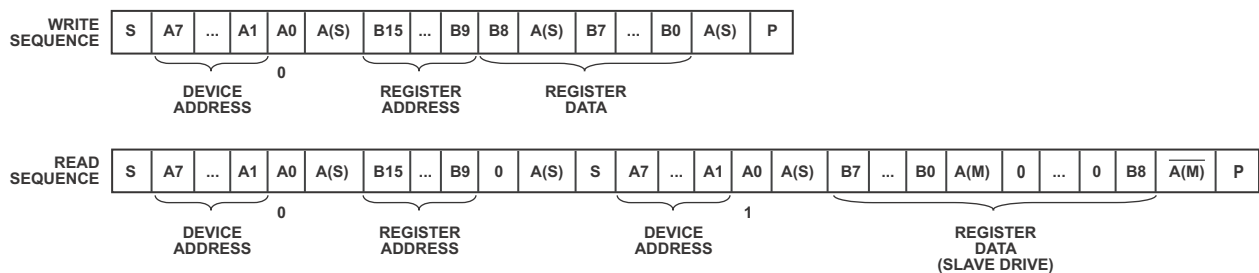 WRITE
SEQUENCE
S A7 ... A1 A0 A(S) B15 ... B9 B8 A(S) B7 ... B0 A(S) P
0
DEVICE
ADDRESS
REGISTER
ADDRESS
REGISTER
DATA
READ
SEQUENCE
S A7 ... A1 A0 A(S) B15 ... B9 0 A(S) S A7 ... A1 A0 A(S) B7 ... B0 A(M) 0 ... 0 B8 A(M) P
0 1
DEVICE
ADDRESS
REGISTER
ADDRESS
DEVICE
ADDRESS
REGISTER
DATA
(SLAVE DRIVE)